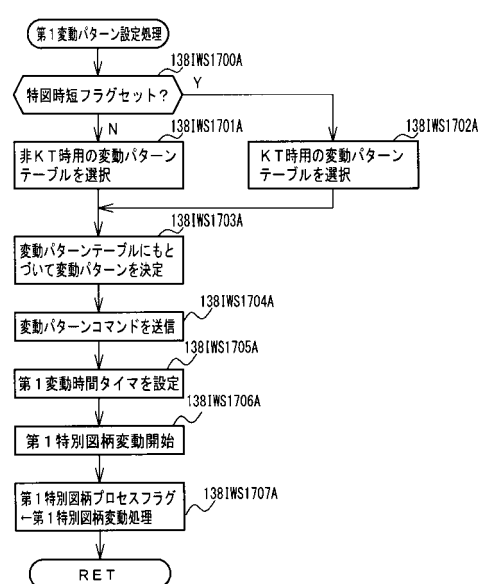 第1変動パターン設定処理
138IWS1700A
特図時短フラグセット？
Y
N
138IWS1701A
138IWS1702A
非KT時用の変動パターン
テーブルを選択
KT時用の変動パターン
テーブルを選択
138IWS1703A
変動パターンテーブルにもと
づいて変動パターンを決定
138IWS1704A
変動パターンコマンドを送信
138IWS1705A
第1変動時間タイマを設定
138IWS1706A
第1特別図柄変動開始
138IWS1707A
第1特別図柄プロセスフラグ
←第1特別図柄変動処理
RET